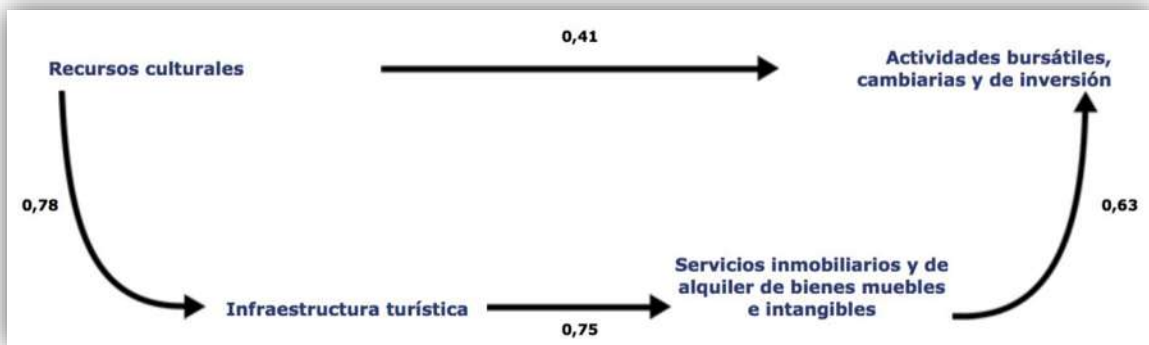 0,41
Recursos culturales
Actividades bursátiles,
cambiarias y de inversión
0,78
0,63
Servicios inmobiliarios y de
alquiler de bienes muebles
e intangibles
Infraestructura turística
0,75